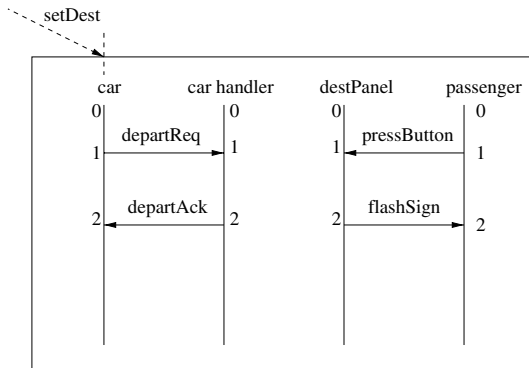 setDest
car car handler destPanel passenger
0 0 0 0
departReq pressButton
1 1 1 1
departAck flashSign
2 2 2 2